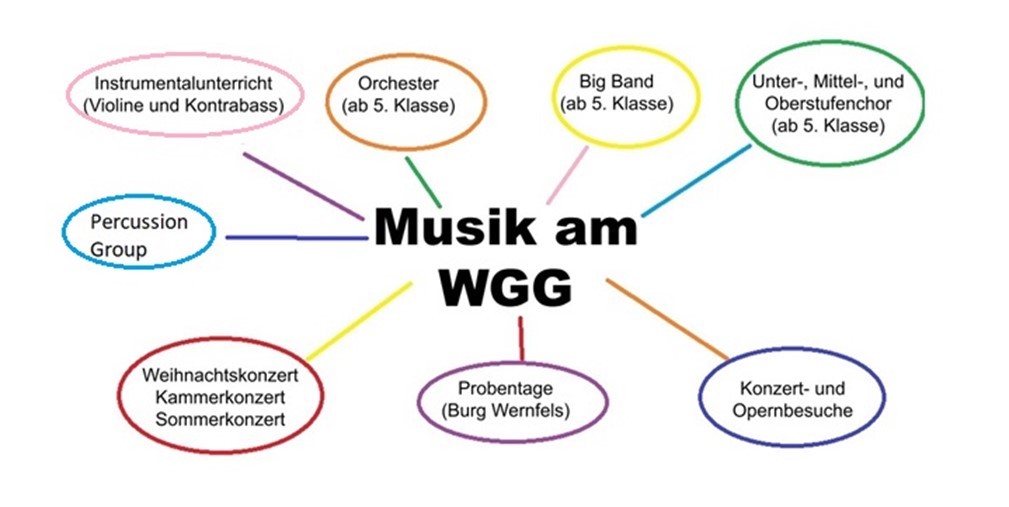 Instrumentalunterricht
(Violine und Kontrabass)
Orchester
(ab 5. Klasse)
Big Band
(ab 5. Klasse)
Unter-, Mittel-, und
Oberstufenchor
(ab 5. Klasse)
Percussion
Group
Musik am
WGG
Weihnachtskonzert
Kammerkonzert
Sommerkonzert
Probentage
(Burg Wernfels)
Konzert- und
Opernbesuche